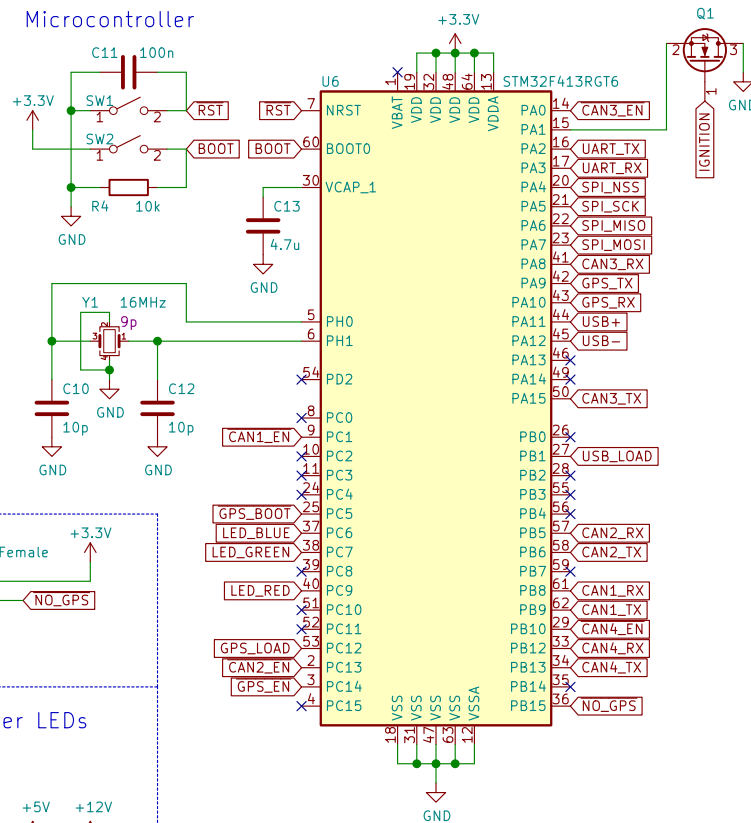 Microcontroller
C11 100n
+3.3V
SW1
1 2
RST
SW2
1 2
BOOT
R4 10k
GND
C13
4.7u
GND
Y1 16MHz
9p
2
3 1
4
GND
C10
10p
GND
C12
10p
GND
+3.3V
U6
STM32F413RGT6
1 VBAT
19 VDD
32 VDD
48 VDD
64 VDD
13 VDDA
RST 7 NRST
BOOT 60 BOOT0
30 VCAP_1
5 PH0
6 PH1
54 PD2
8 PC0
CAN1_EN 9 PC1
10 PC2
11 PC3
24 PC4
GPS_BOOT 25 PC5
LED_BLUE 37 PC6
LED_GREEN 38 PC7
39 PC8
LED_RED 40 PC9
51 PC10
52 PC11
GPS_LOAD 53 PC12
CAN2_EN 2 PC13
GPS_EN 3 PC14
4 PC15
PA0 14 CAN3_EN
PA1 15
PA2 16 UART_TX
PA3 17 UART_RX
PA4 20 SPI_NSS
PA5 21 SPI_SCK
PA6 22 SPI_MISO
PA7 23 SPI_MOSI
PA8 41 CAN3_RX
PA9 42 GPS_TX
PA10 43 GPS_RX
PA11 44 USB+
PA12 45 USB-
PA13 46
PA14 49
PA15 50 CAN3_TX
PB0 26
PB1 27 USB_LOAD
PB2 28
PB3 55
PB4 56
PB5 57 CAN2_RX
PB6 58 CAN2_TX
PB7 59
PB8 61 CAN1_RX
PB9 62 CAN1_TX
PB10 29 CAN4_EN
PB12 33 CAN4_RX
PB13 34 CAN4_TX
PB14 35
PB15 36 NO_GPS
18 VSS
31 VSS
47 VSS
63 VSS
12 VSSA
GND
Q1
2 3
1
IGNITION
GND
Female
+3.3V
NO_GPS
er LEDs
+5V +12V